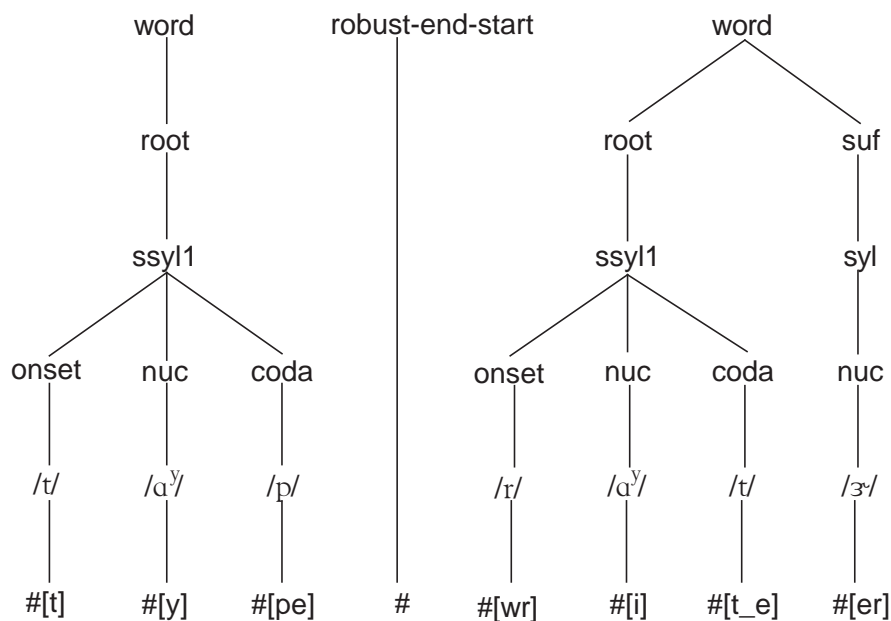 word robust-end-start word
root root suf
ssyl1 ssyl1 syl
onset nuc coda onset nuc coda nuc
/t/ /ɑʸ/ /p/ /r/ /ɑʸ/ /t/ /ɝ/
#[t] #[y] #[pe] # #[wr] #[i] #[t_e] #[er]